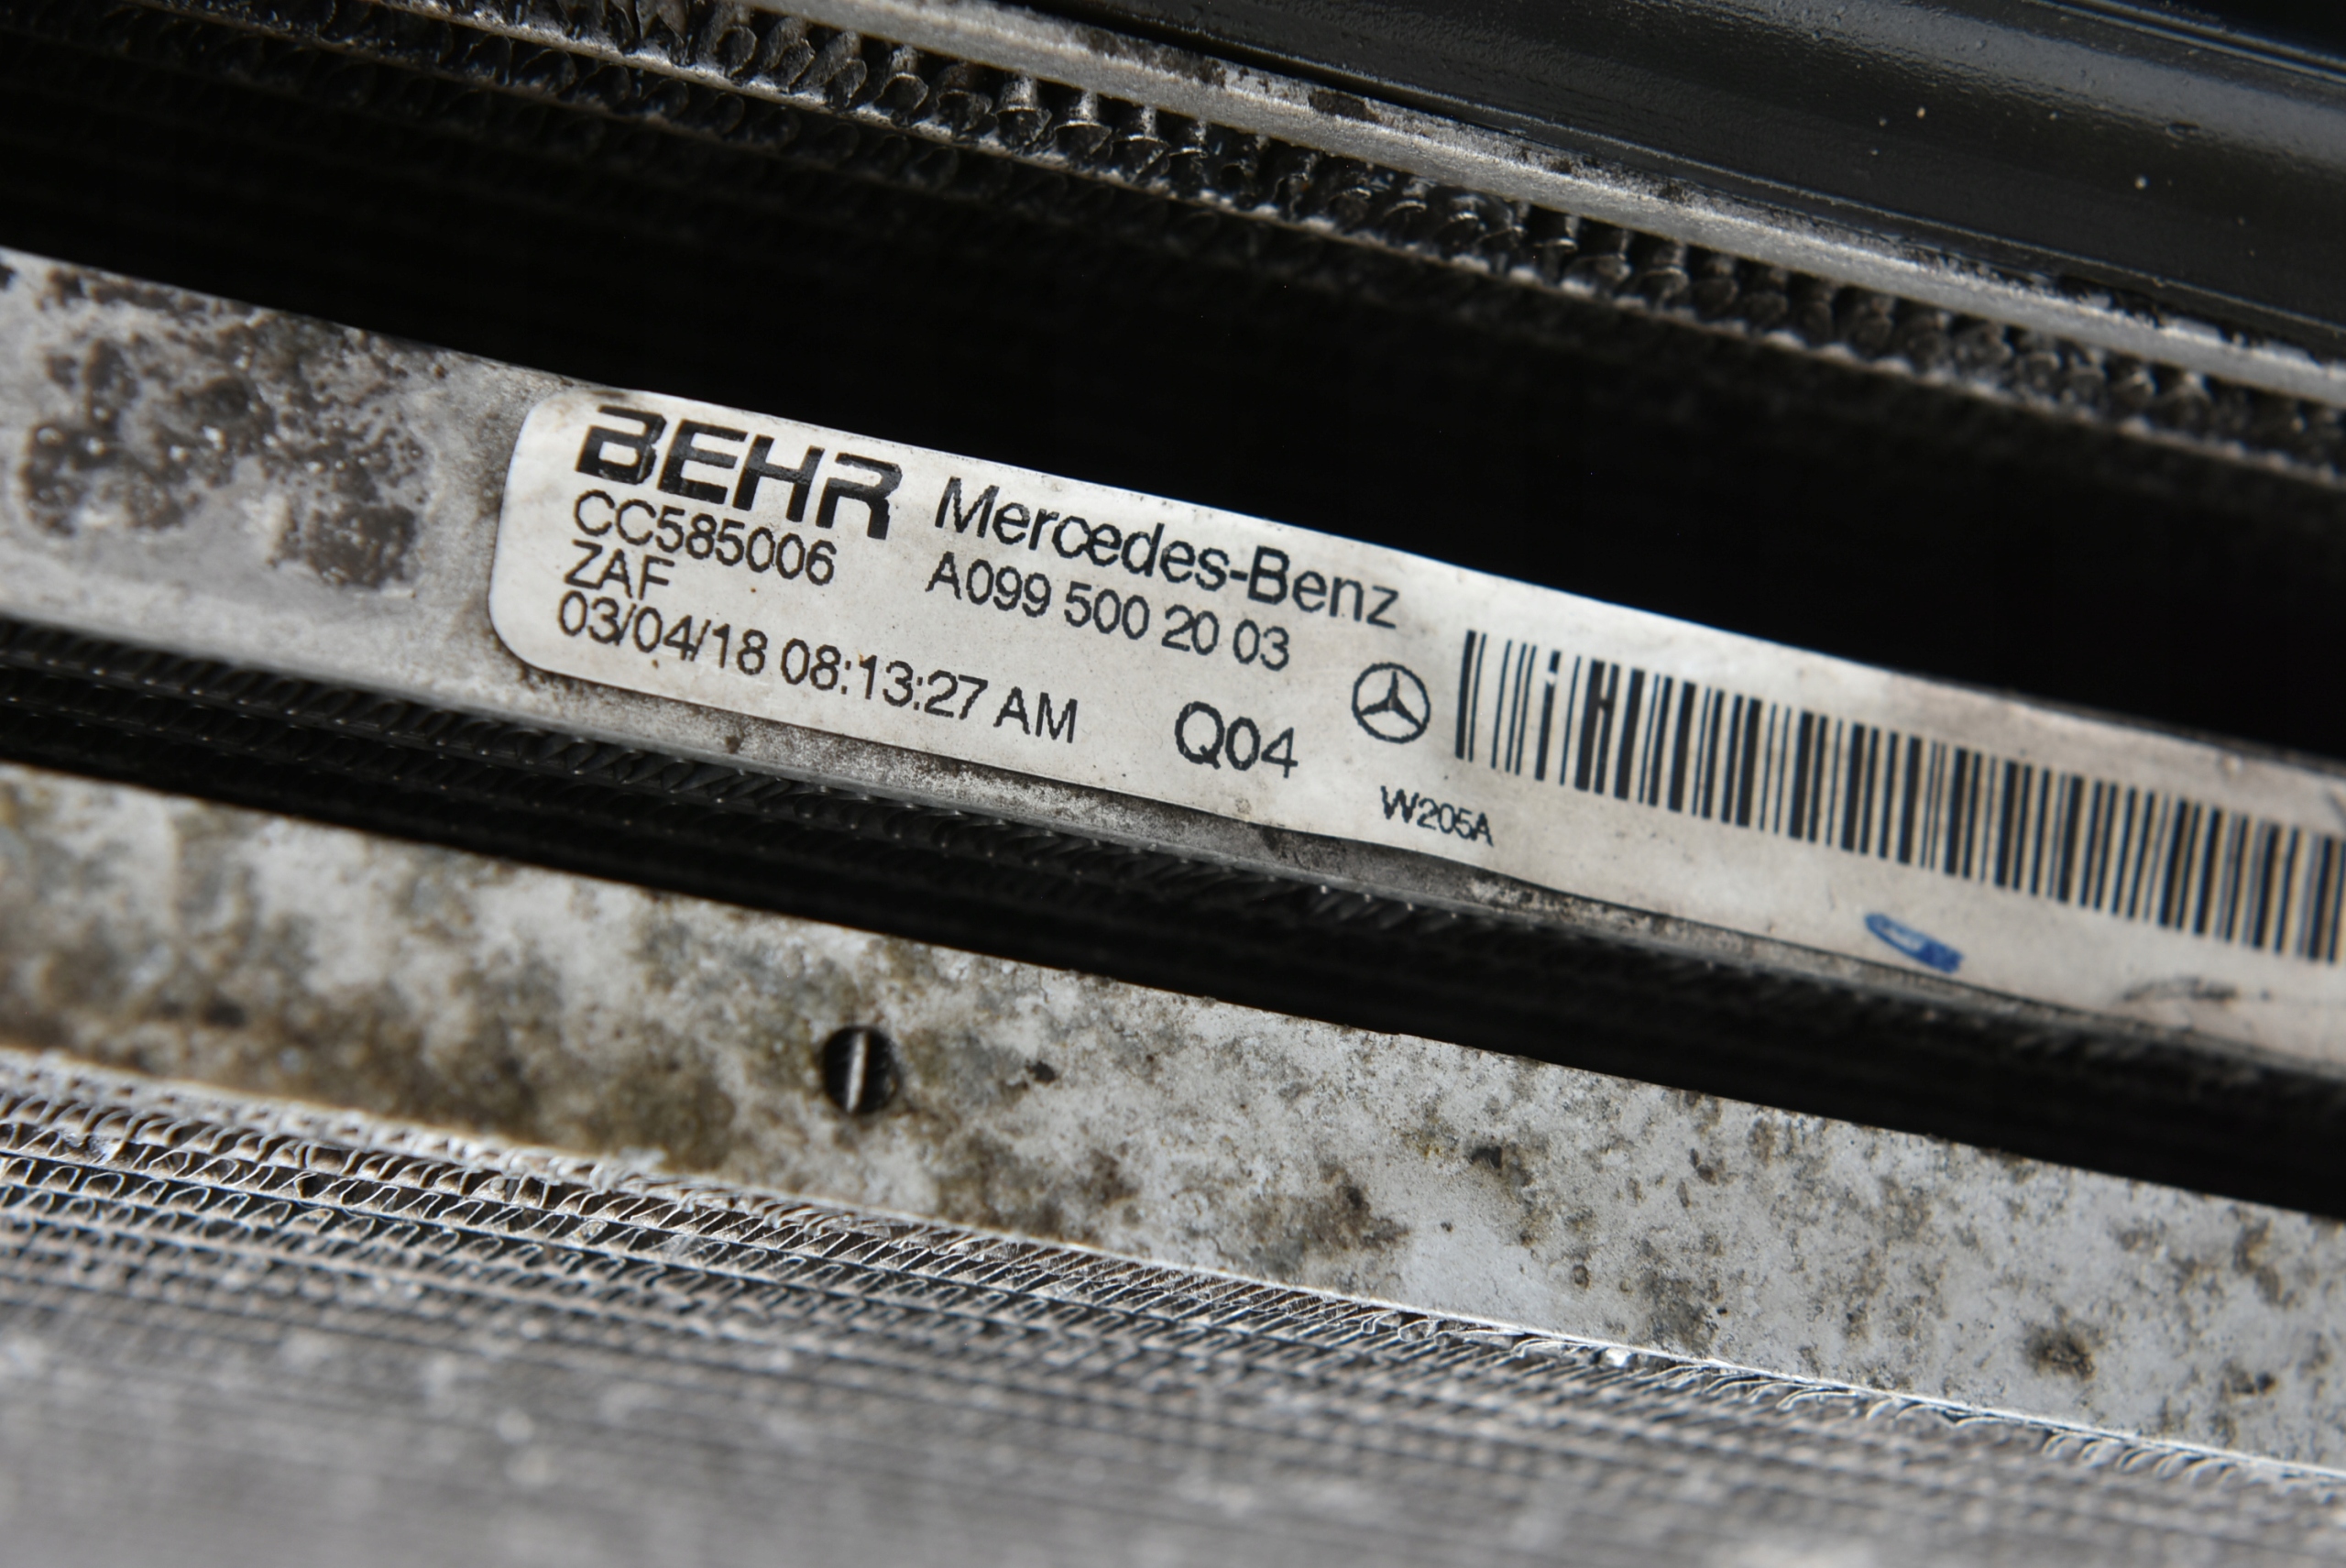 BEHR Mercedes-Benz
CC585006 A099 500 20 03
ZAF
03/04/18 08:13:27 AM Q04
W205A